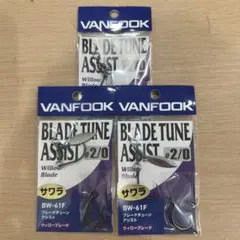 VANFOOK
BLADE TUNE
ASSIST #2/0
Willow
Blade
VANFOOK
BLADE TUNE
ASSIST #2/0
Willow
Blade
サワラ
BW-61F
ブレードチューン
アシスト
ウィローブレード
VANFOOK
BLADE TUNE
ASSIST #2/0
Willow
Blade
サワラ
BW-61F
ブレードチューン
アシスト
ウィローブレード